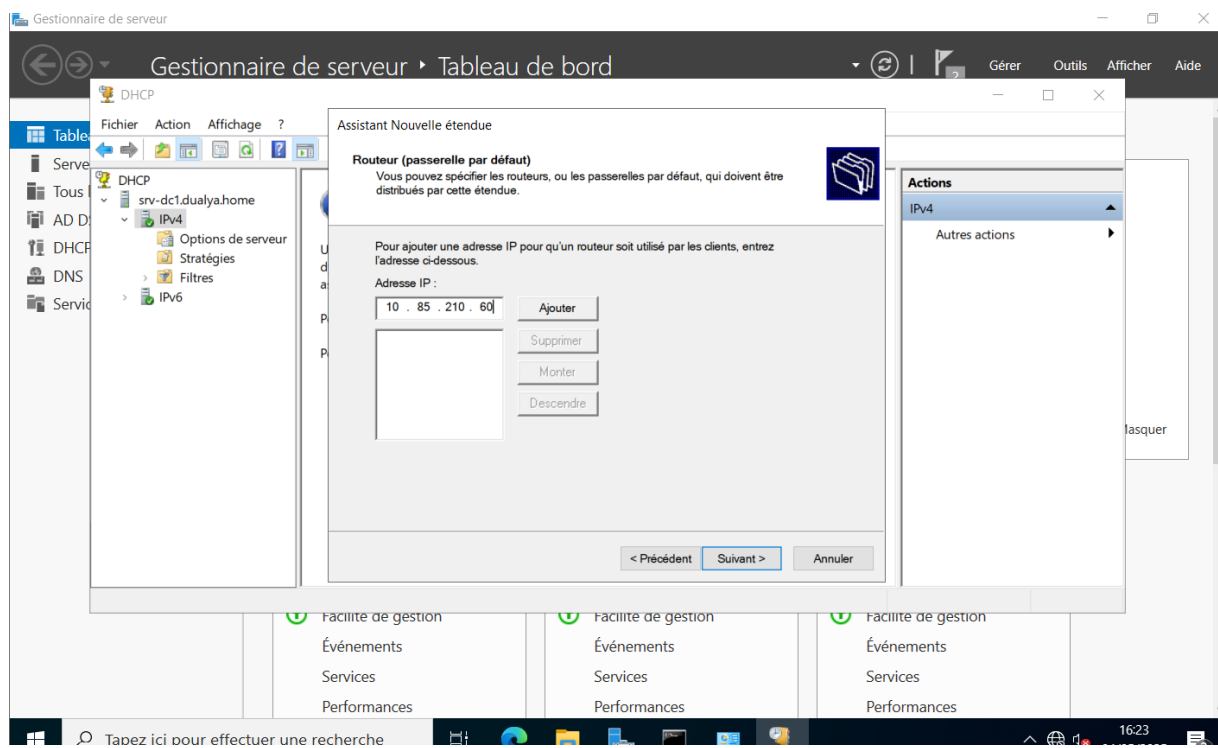 Gestionnaire de serveur
Gestionnaire de serveur • Tableau de bord
2
Gérer Outils Afficher Aide
DHCP
Fichier Action Affichage ?
DHCP
srv-dc1.dualya.home
IPv4
Options de serveur
Stratégies
Filtres
IPv6
Serve
Tous
AD D
DHCP
DNS
Servic
Assistant Nouvelle étendue
Routeur (passerelle par défaut)
Vous pouvez spécifier les routeurs, ou les passerelles par défaut, qui doivent être
distribués par cette étendue.
Pour ajouter une adresse IP pour qu'un routeur soit utilisé par les clients, entrez
l'adresse ci-dessous.
Adresse IP :
10 . 85 . 210 . 60
Ajouter
Supprimer
Monter
Descendre
< Précédent Suivant > Annuler
Actions
IPv4
Autres actions
Masquer
Facilité de gestion Facilité de gestion Facilité de gestion
Événements Événements Événements
Services Services Services
Performances Performances Performances
Tapez ici pour effectuer une recherche
16:23